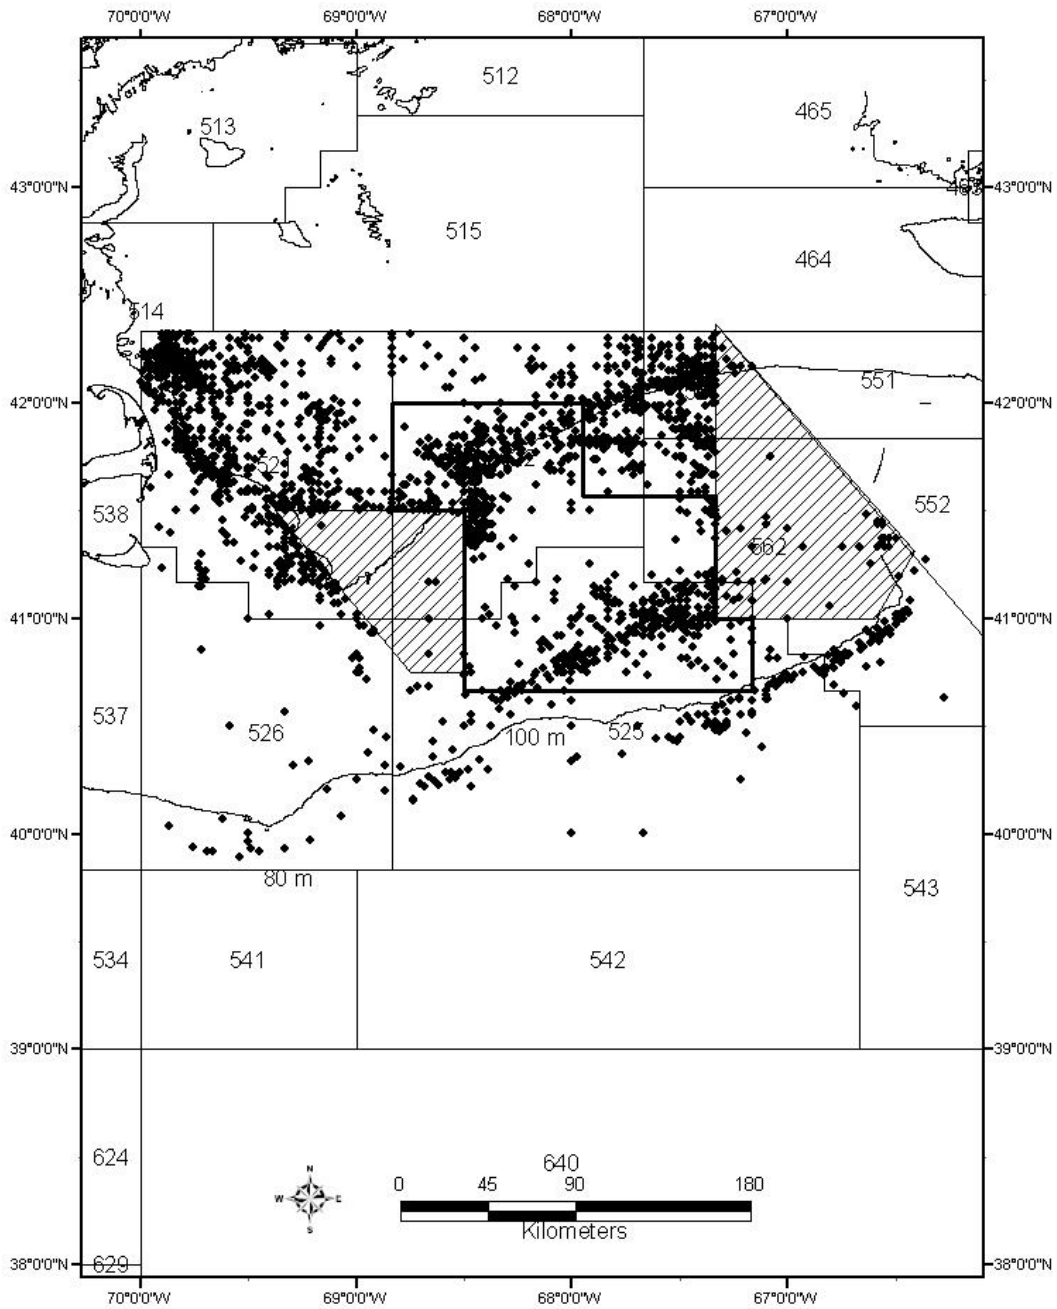 70°0'0"W 69°0'0"W 68°0'0"W 67°0'0"W
512
465
513
43°0'0"N 43°0'0"N
515
464
514
551
42°0'0"N 42°0'0"N
538
552
562
41°0'0"N 41°0'0"N
537
526
100 m
525
40°0'0"N 40°0'0"N
80 m
543
534
541
542
39°0'0"N 39°0'0"N
624
640
N
W E
S
0 45 90 180
Kilometers
629
38°0'0"N 38°0'0"N
70°0'0"W 69°0'0"W 68°0'0"W 67°0'0"W